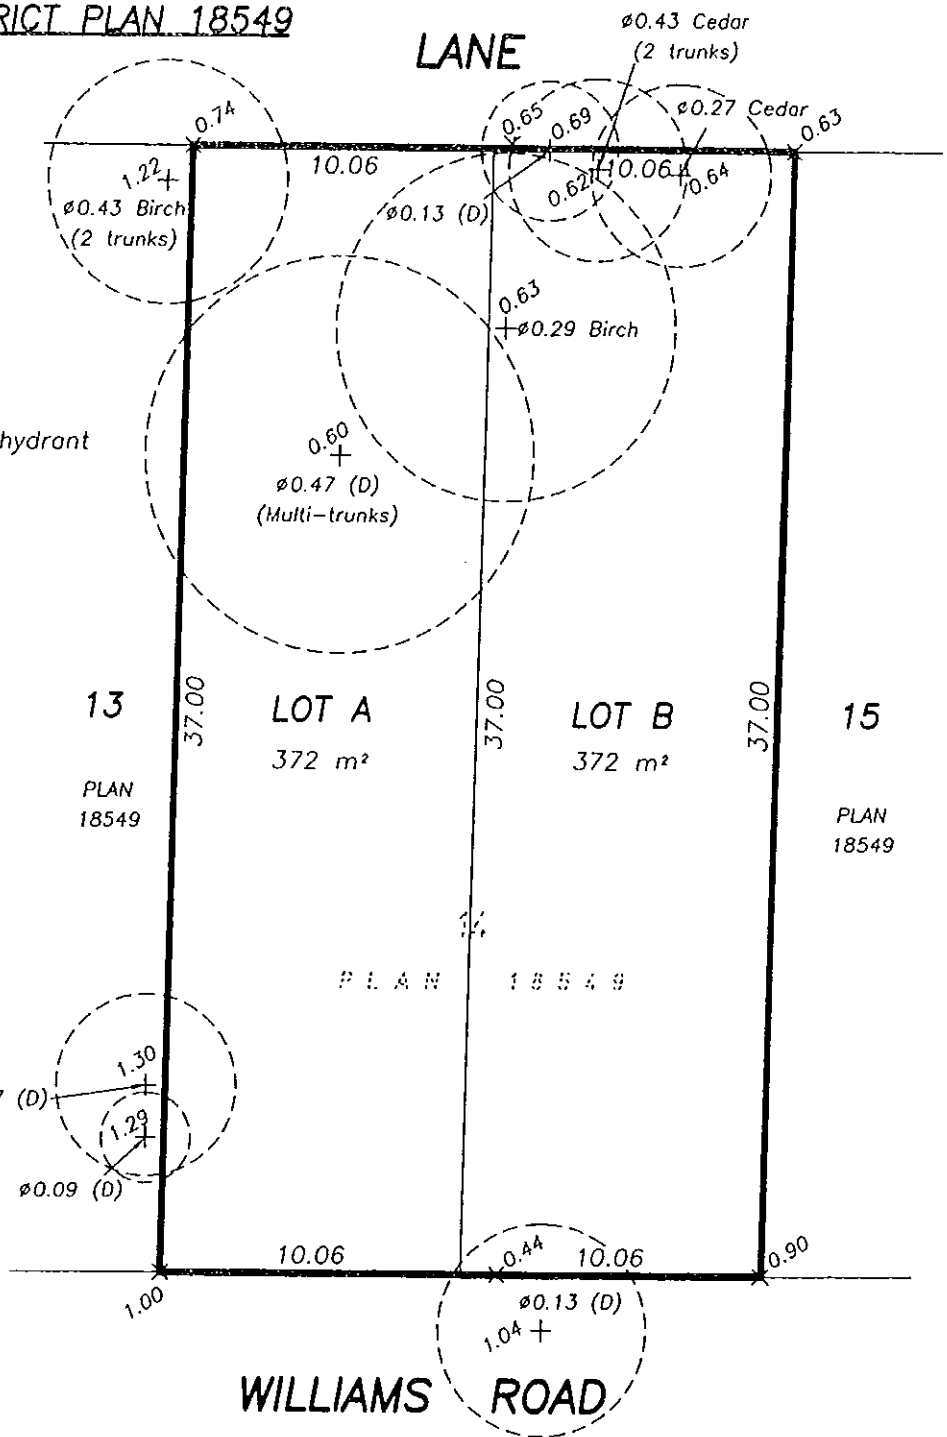 RICT PLAN 18549
LANE
ø0.43 Cedar
(2 trunks)
ø0.27 Cedar
0.74
0.65
0.69
0.63
10.06
10.06
1.22
ø0.43 Birch
(2 trunks)
ø0.13 (D)
0.62
0.64
0.63
ø0.29 Birch
hydrant
0.60
ø0.47 (D)
(Multi-trunks)
13
LOT A
LOT B
15
37.00
37.00
37.00
372 m²
372 m²
PLAN
18549
PLAN
18549
14
PLAN 18549
1.30
7 (D)
1.29
ø0.09 (D)
10.06
0.44
10.06
0.90
1.00
ø0.13 (D)
1.04
WILLIAMS ROAD